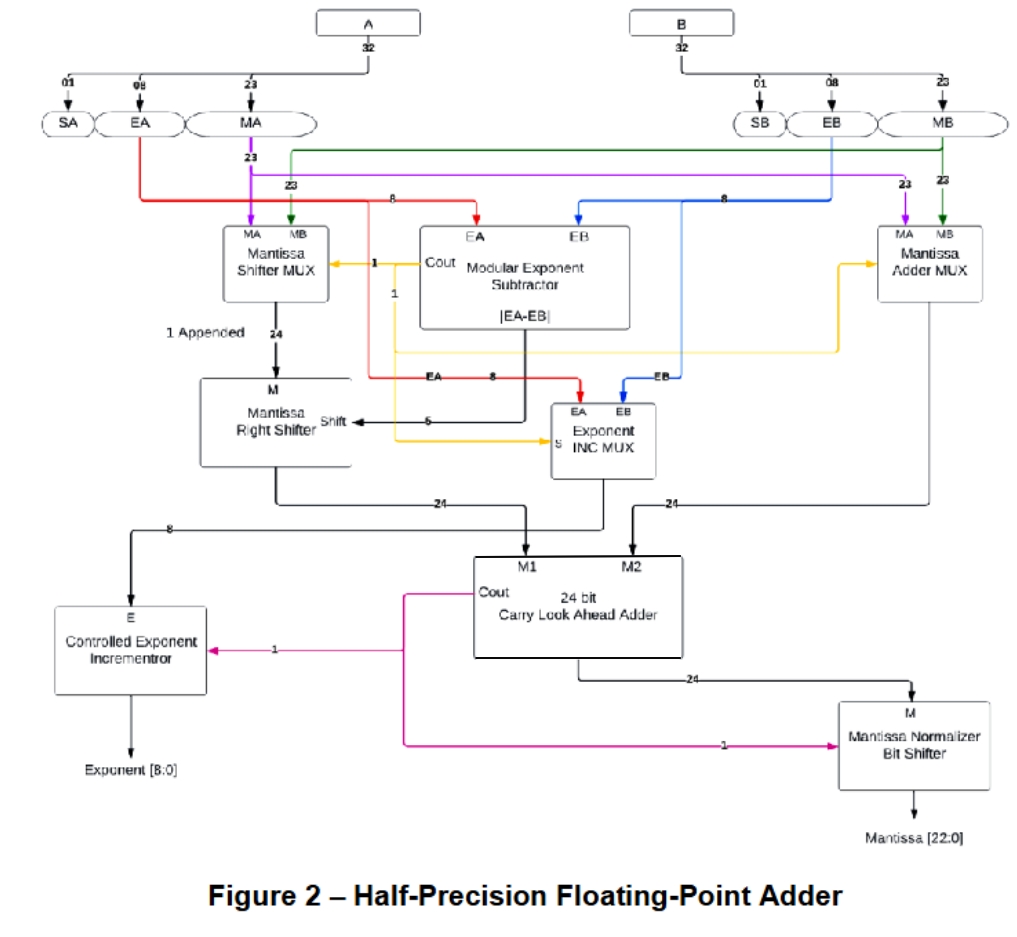 A
B
32
32
01
08
23
01
08
23
SA
EA
MA
SB
EB
MB
23
23
23
23
8
8
MA MB
Mantissa
Shifter MUX
EA
EB
Cout
Modular Exponent
Subtractor
|EA-EB|
MA MB
Mantissa
Adder MUX
1
1
1 Appended
24
EA
8
EB
M
Mantissa
Right Shifter
Shift
5
EA
EB
S
Exponent
INC MUX
24
24
8
M1
M2
Cout
24 bit
Carry Look Ahead Adder
E
Controlled Exponent
Incrementror
1
24
M
Mantissa Normalizer
Bit Shifter
1
Exponent [8:0]
Mantissa [22:0]
Figure 2 – Half-Precision Floating-Point Adder